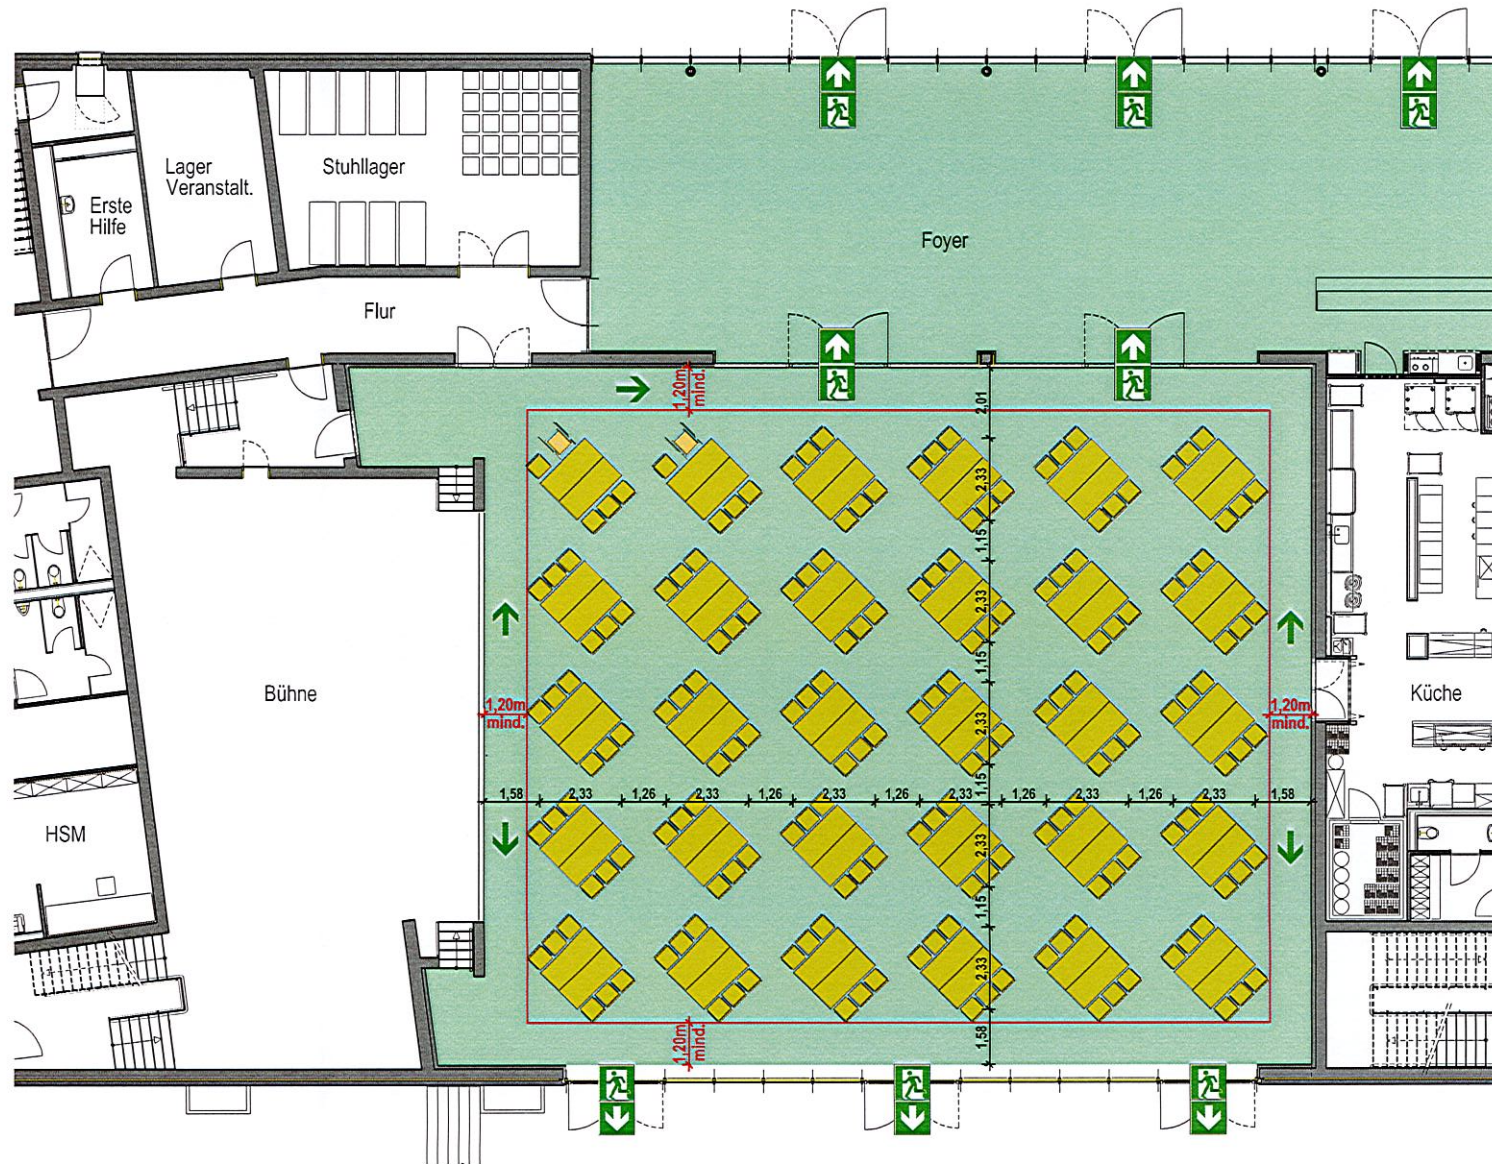 Lager
Veranstalt.
Stuhllager
Erste
Hilfe
Foyer
Flur
1,20m
mind.
2,01
2,33
1,15
2,33
1,15
Bühne
1,20m
mind.
2,33
1,20m
mind.
Küche
1,15
1,58
2,33
1,26
2,33
1,26
2,33
1,26
2,33
1,26
2,33
1,26
2,33
1,58
HSM
2,33
1,15
2,33
1,20m
mind.
1,58